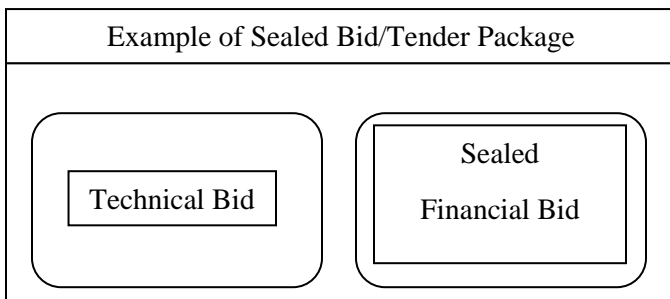 Example of Sealed Bid/Tender Package
Technical Bid
Sealed
Financial Bid